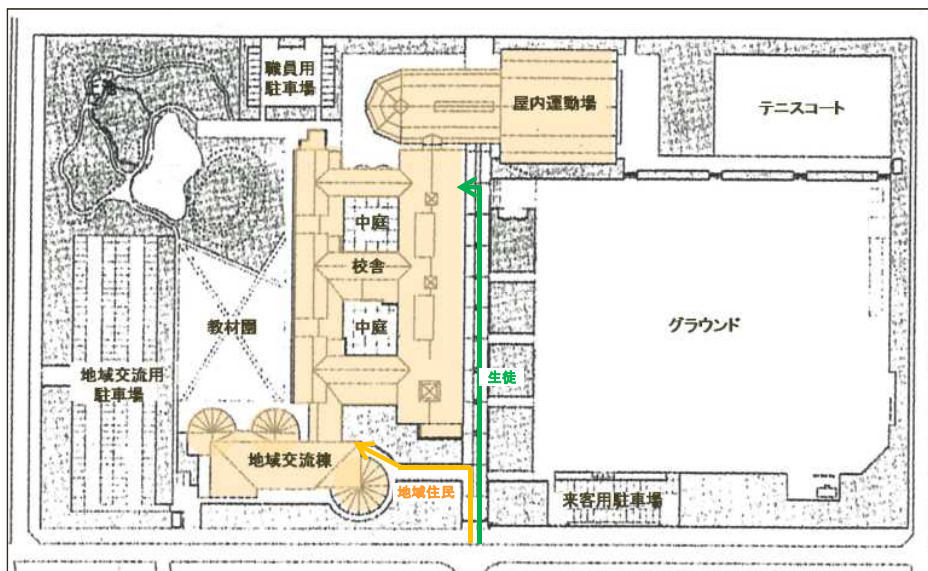 職員用
駐車場
屋内運動場
テニスコート
中庭
校舎
中庭
教材園
グラウンド
地域交流用
駐車場
生徒
地域交流棟
地域住民
来客用駐車場